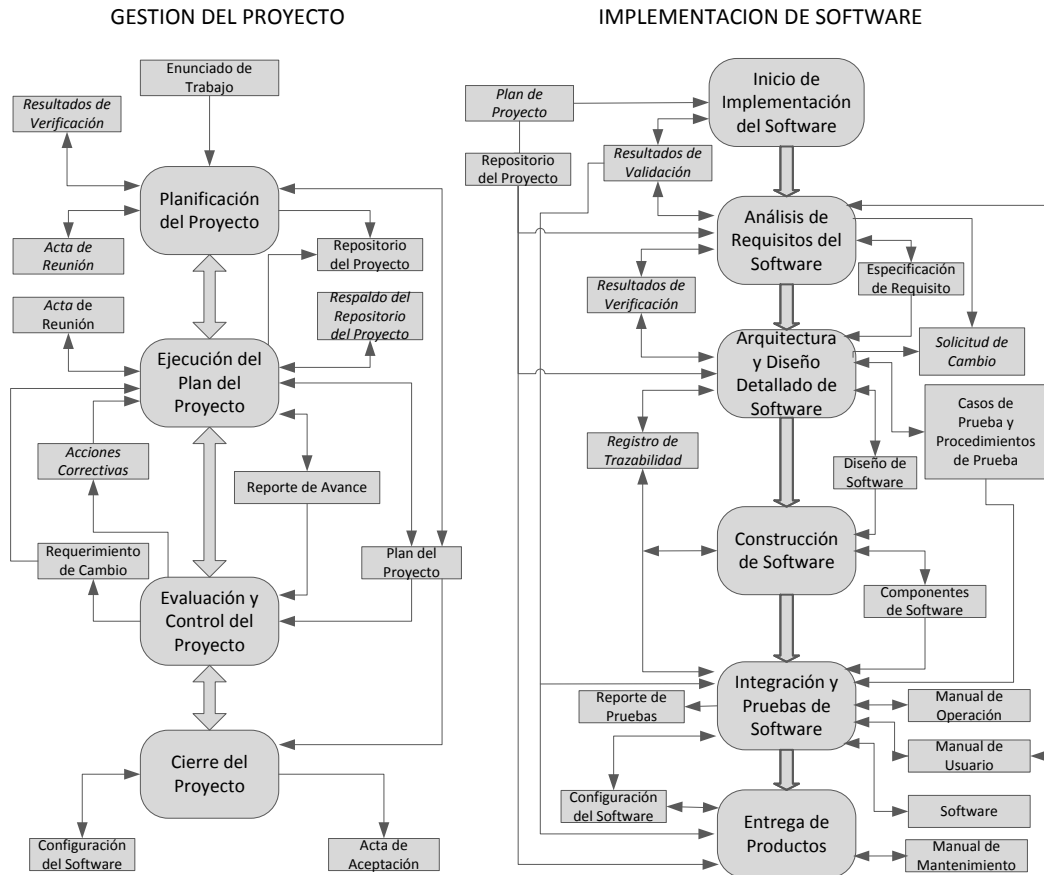 GESTION DEL PROYECTO
Enunciado de
Trabajo
Resultados de
Verificación
Planificación
del Proyecto
Acta de
Reunión
Repositorio
del Proyecto
Acta de
Reunión
Respaldo del
Repositorio
del Proyecto
Ejecución del
Plan del
Proyecto
Acciones
Correctivas
Reporte de Avance
Requerimiento
de Cambio
Plan del
Proyecto
Evaluación y
Control del
Proyecto
Cierre del
Proyecto
Configuración
del Software
Acta de
Aceptación
IMPLEMENTACION DE SOFTWARE
Inicio de
Implementación
del Software
Plan de
Proyecto
Repositorio
del Proyecto
Resultados de
Validación
Análisis de
Requisitos del
Software
Especificación
de Requisito
Resultados de
Verificación
Solicitud de
Cambio
Arquitectura
y Diseño
Detallado de
Software
Casos de
Prueba y
Procedimientos
de Prueba
Registro de
Trazabilidad
Diseño de
Software
Construcción
de Software
Componentes
de Software
Integración y
Pruebas de
Software
Reporte de
Pruebas
Manual de
Operación
Manual de
Usuario
Configuración
del Software
Software
Entrega de
Productos
Manual de
Mantenimiento